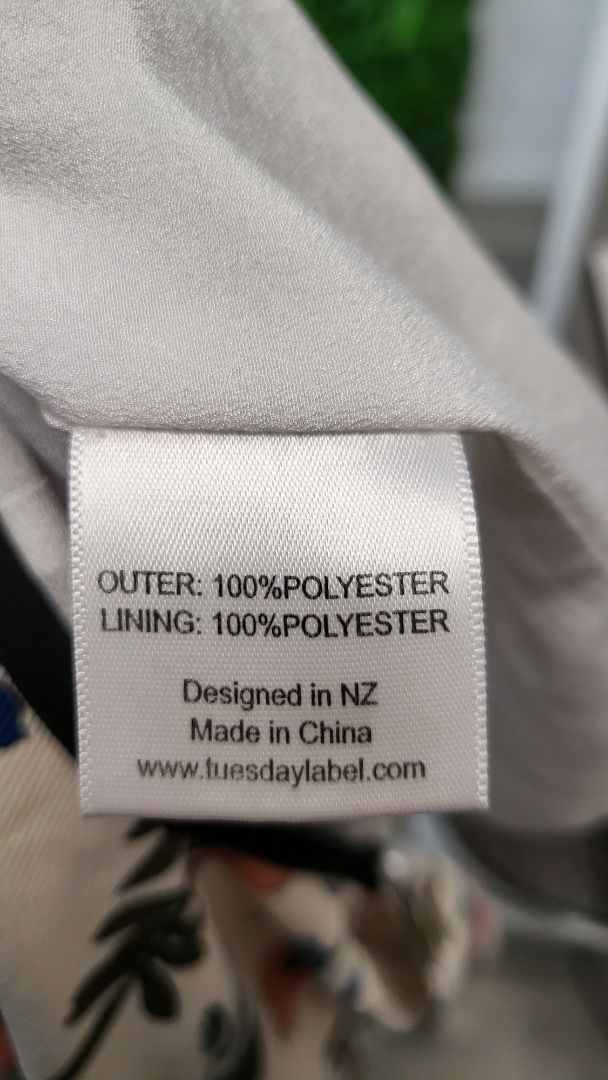 OUTER: 100%POLYESTER
LINING: 100%POLYESTER
Designed in NZ
Made in China
www.tuesdaylabel.com